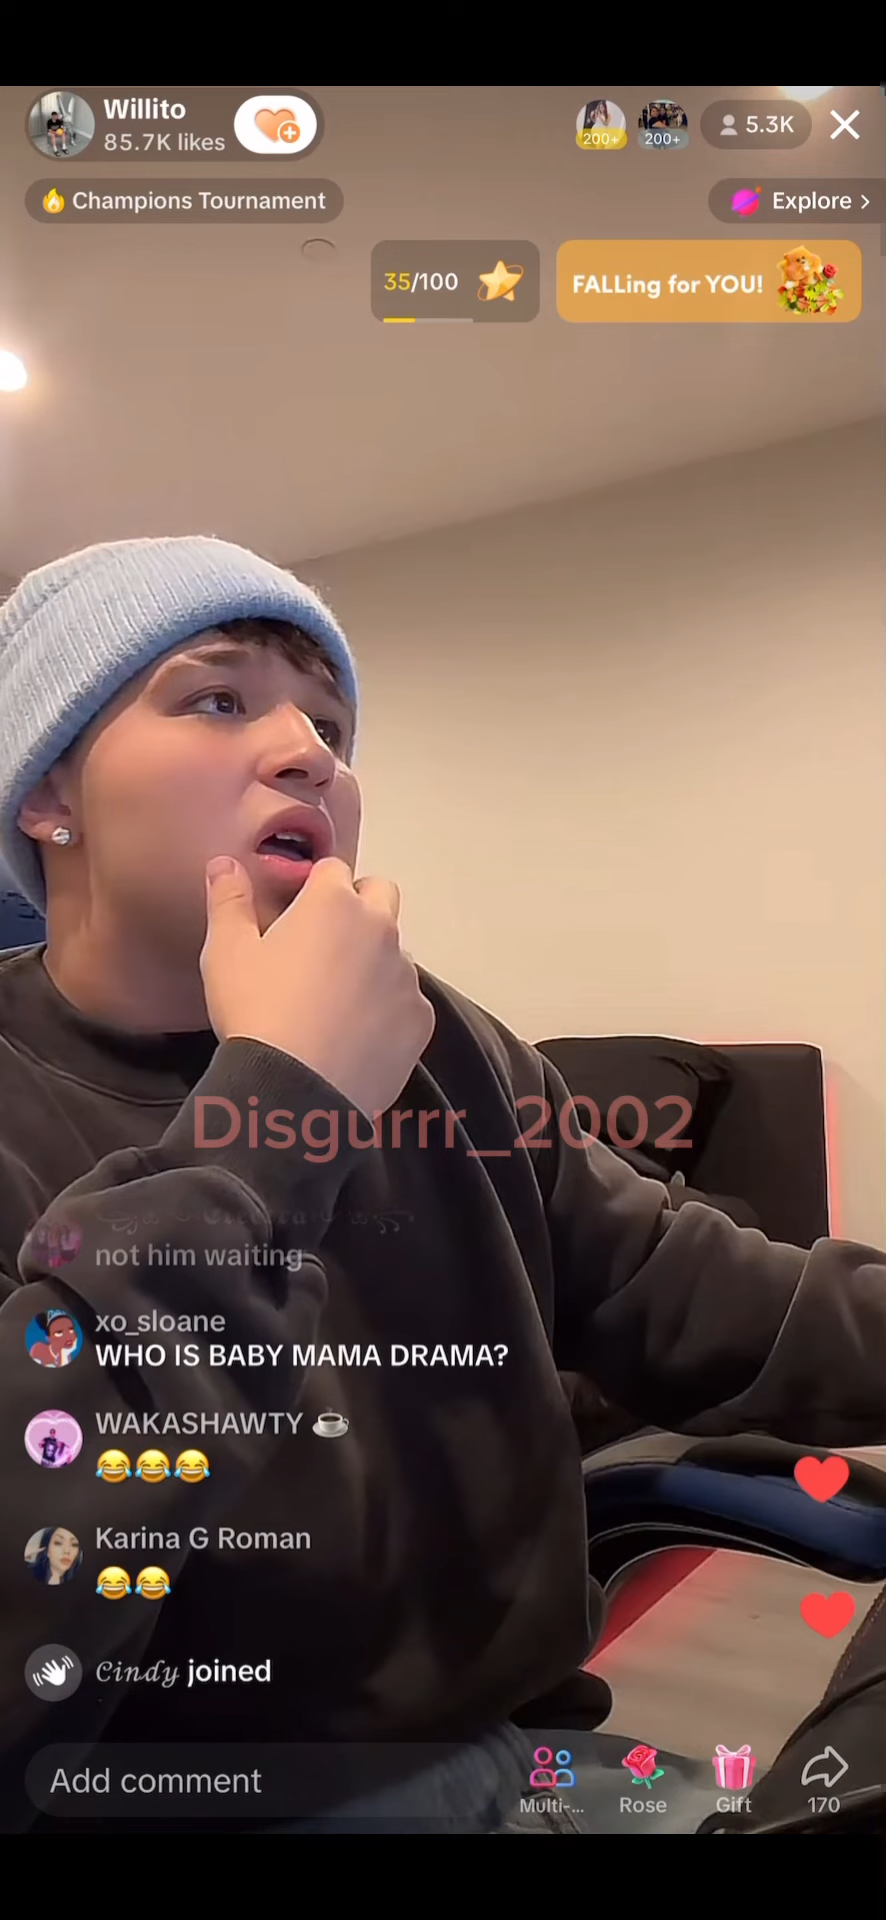 Willito
85.7K likes
200+
200+
5.3K
Champions Tournament
Explore >
35/100
FALLing for YOU!
Disgurrr_2002
not him waiting
xo_sloane
WHO IS BABY MAMA DRAMA?
WAKASHAWTY ☕
😂😂😂
Karina G Roman
😂😂
Cindy joined
Add comment
Multi-...
Rose
Gift
170